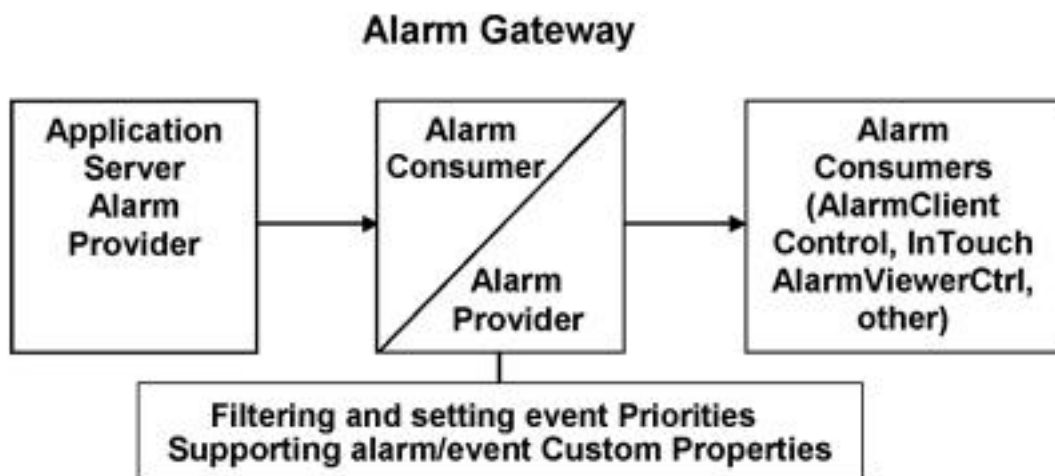 Alarm Gateway
Application
Server
Alarm
Provider
Alarm
Consumer
Alarm
Provider
Alarm
Consumers
(AlarmClient
Control, InTouch
AlarmViewerCtrl,
other)
Filtering and setting event Priorities
Supporting alarm/event Custom Properties